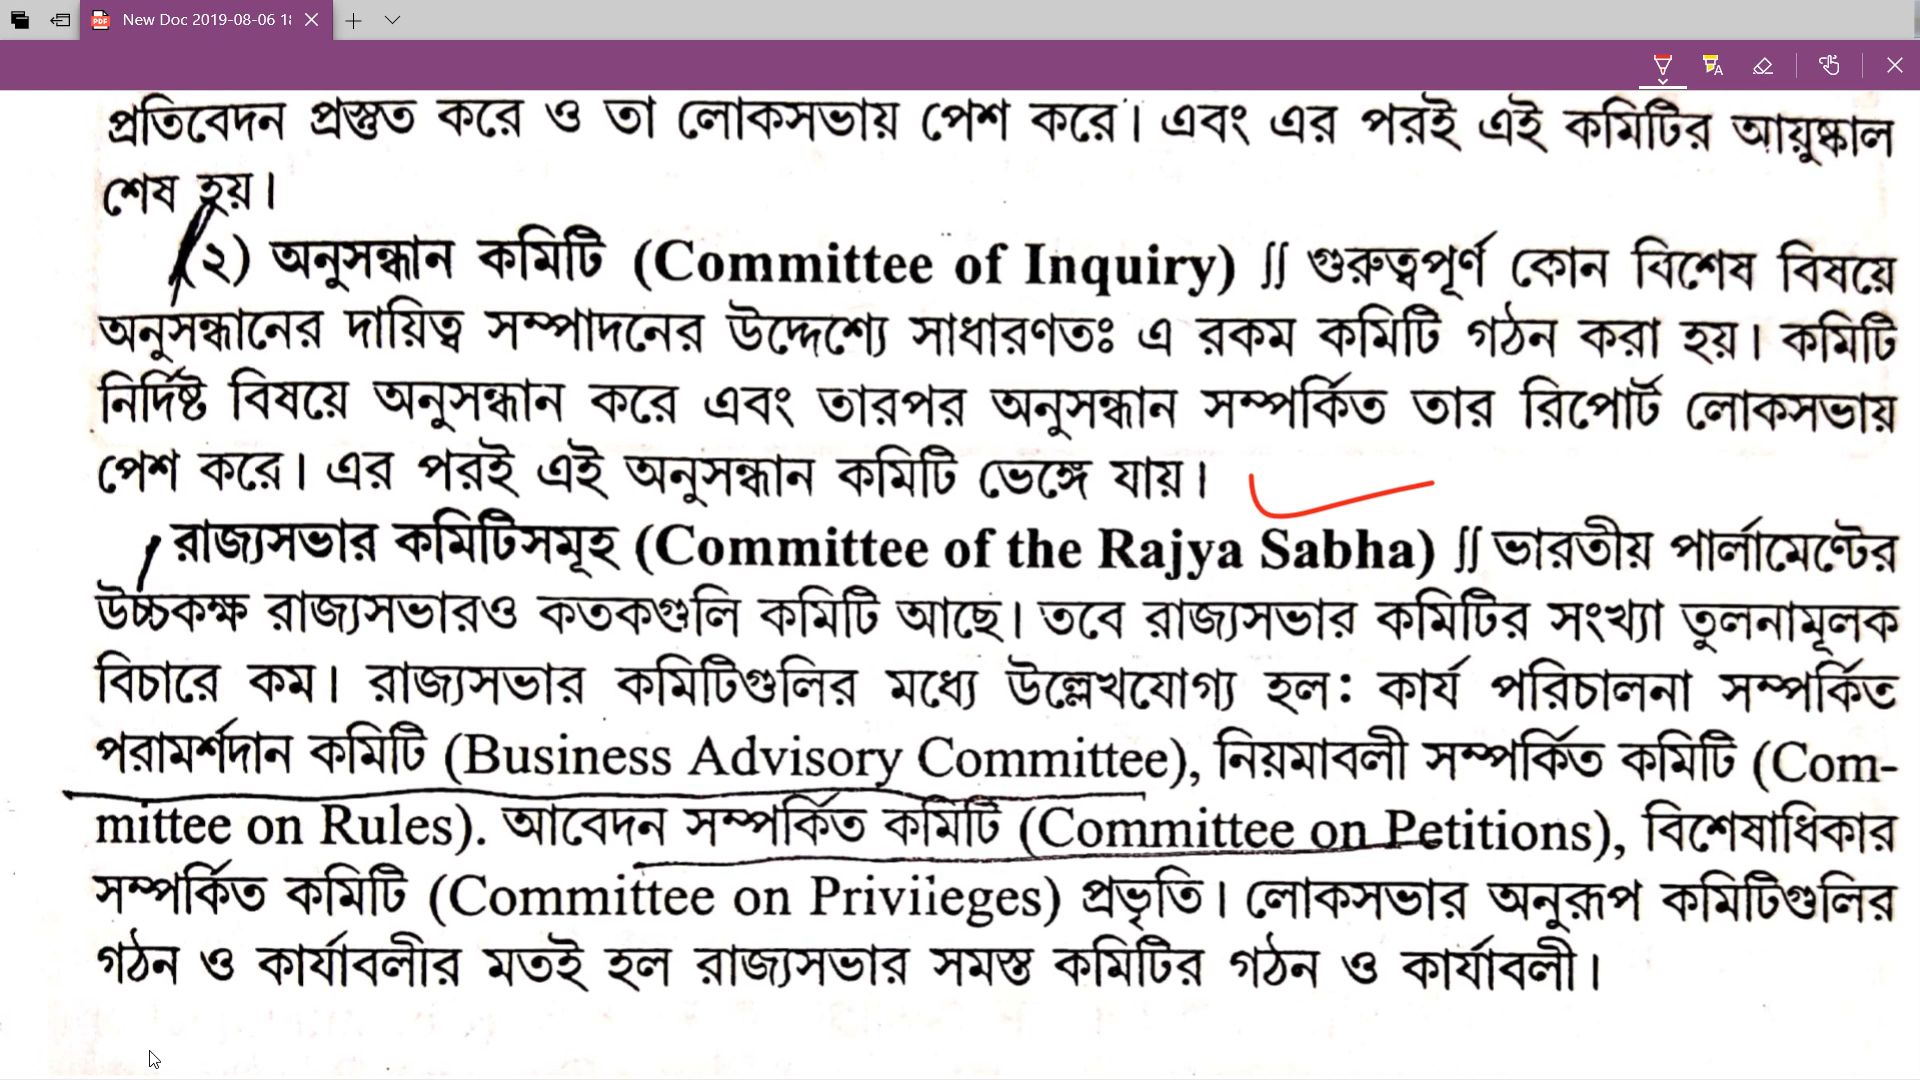 New Doc 2019-08-06 18
প্রতিবেদন প্রস্তুত করে ও তা লোকসভায় পেশ করে। এবং এর পরই এই কমিটির আয়ুষ্কাল
শেষ হয়।
(২) অনুসন্ধান কমিটি (Committee of Inquiry) ∬ গুরুত্বপূর্ণ কোন বিশেষ বিষয়ে
অনুসন্ধানের দায়িত্ব সম্পাদনের উদ্দেশ্যে সাধারণতঃ এ রকম কমিটি গঠন করা হয়। কমিটি
নির্দিষ্ট বিষয়ে অনুসন্ধান করে এবং তারপর অনুসন্ধান সম্পর্কিত তার রিপোর্ট লোকসভায়
পেশ করে। এর পরই এই অনুসন্ধান কমিটি ভেঙ্গে যায়।
রাজ্যসভার কমিটিসমূহ (Committee of the Rajya Sabha) ∬ ভারতীয় পার্লামেণ্টের
উচ্চকক্ষ রাজ্যসভারও কতকগুলি কমিটি আছে। তবে রাজ্যসভার কমিটির সংখ্যা তুলনামূলক
বিচারে কম। রাজ্যসভার কমিটিগুলির মধ্যে উল্লেখযোগ্য হল: কার্য পরিচালনা সম্পর্কিত
পরামর্শদান কমিটি (Business Advisory Committee), নিয়মাবলী সম্পর্কিত কমিটি (Com-
mittee on Rules). আবেদন সম্পর্কিত কমিটি (Committee on Petitions), বিশেষাধিকার
সম্পর্কিত কমিটি (Committee on Privileges) প্রভৃতি। লোকসভার অনুরূপ কমিটিগুলির
গঠন ও কার্যাবলীর মতই হল রাজ্যসভার সমস্ত কমিটির গঠন ও কার্যাবলী।